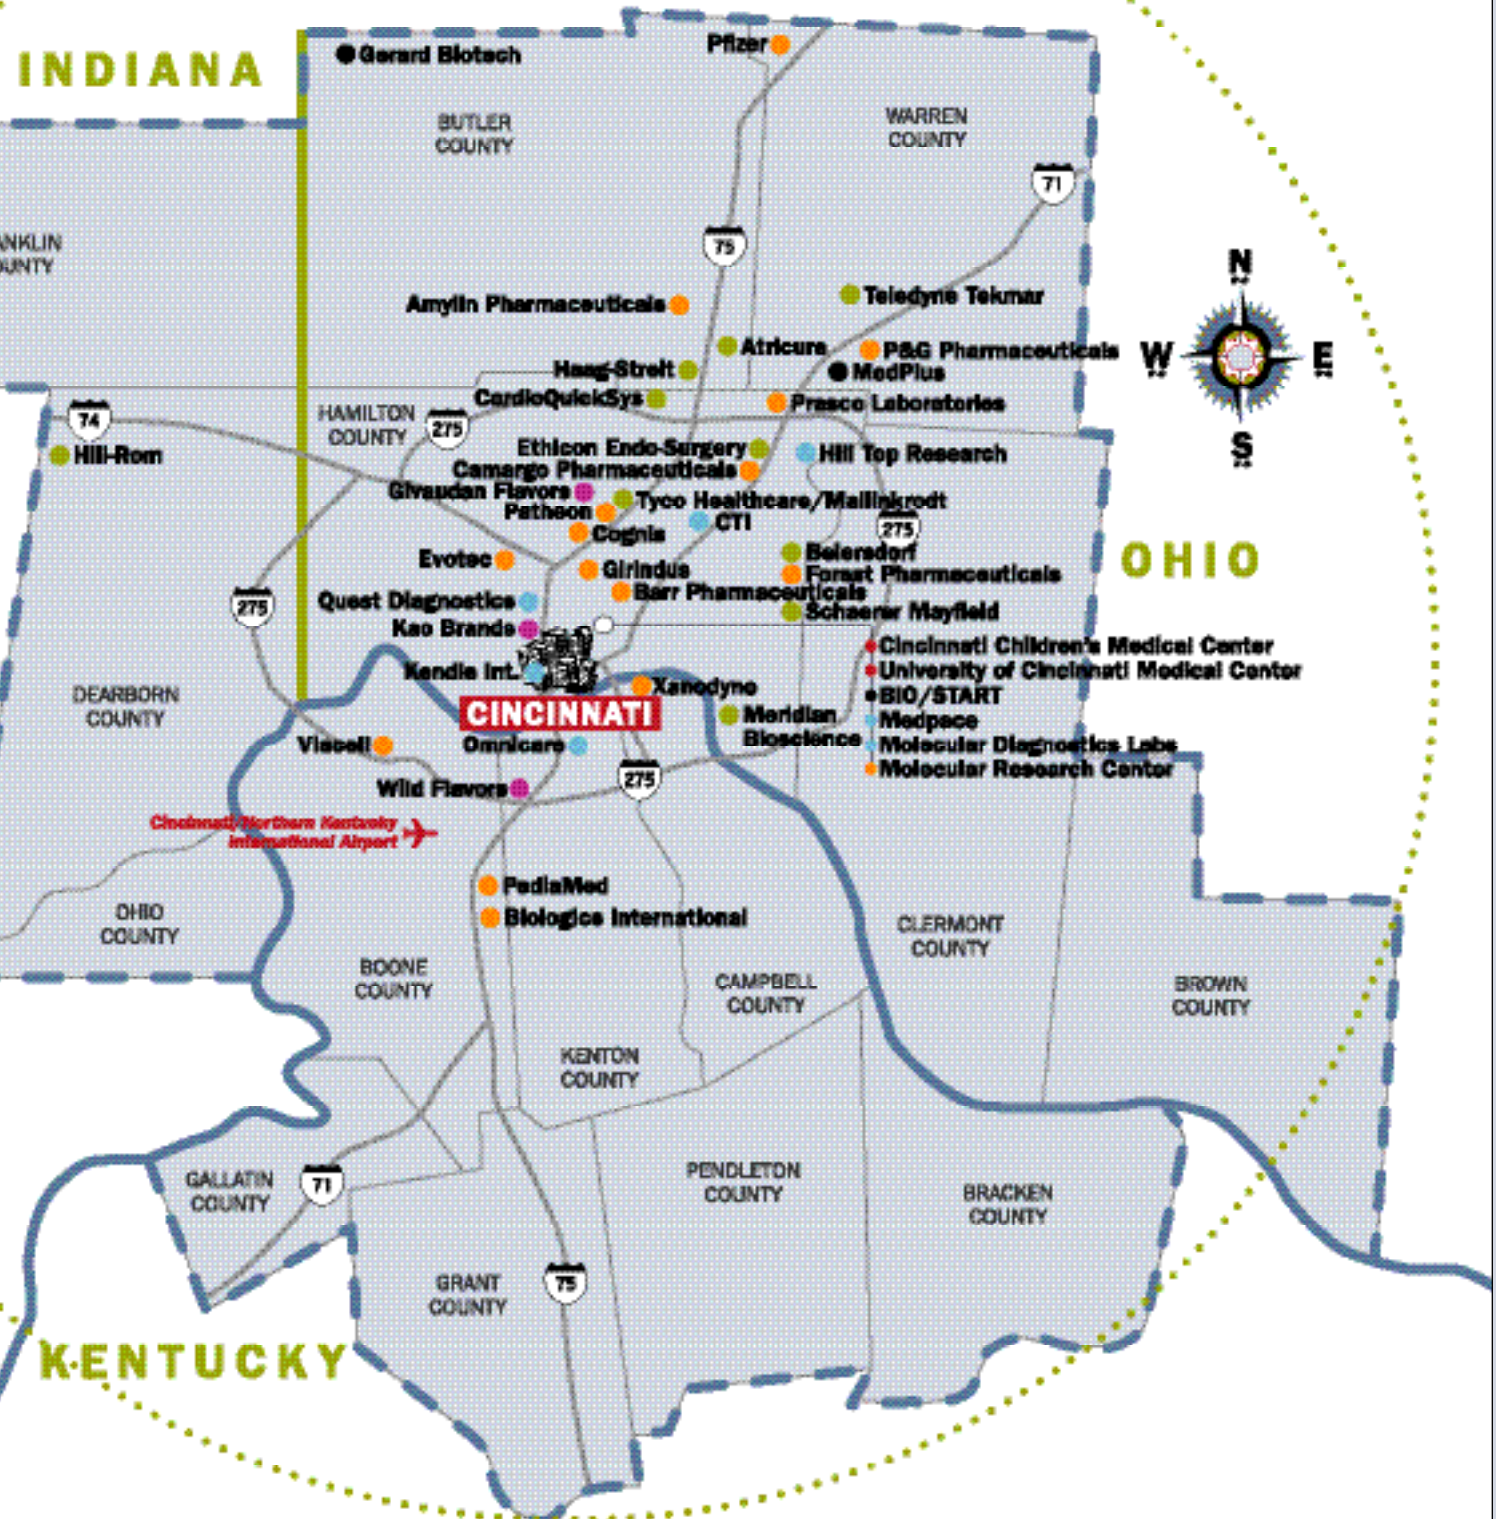 INDIANA
Gerard Biotech
Pfizer
BUTLER
COUNTY
WARREN
COUNTY
71
ANKLIN
OUNTY
75
N
Amylin Pharmaceuticals
Teledyne Tekmar
Atricure
P&G Pharmaceuticals
W
E
Haag-Streit
MedPlus
CardioQuickSys
Prasco Laboratories
74
HAMILTON
COUNTY
275
S
Hill-Rom
Ethicon Endo-Surgery
Hill Top Research
Camargo Pharmaceuticals
Givaudan Flavors
Tyco Healthcare/Mallinkrodt
Patheon
CTI
Cognis
275
Evotec
Beiersdorf
OHIO
Girindus
Forest Pharmaceuticals
Barr Pharmaceuticals
275
Quest Diagnostics
Schaerer Mayfield
Kao Brands
Cincinnati Children's Medical Center
Kendle Int.
University of Cincinnati Medical Center
Xanodyne
BIO/START
DEARBORN
COUNTY
CINCINNATI
Meridian
Bioscience
Medpace
Viacell
Omnicare
Molecular Diagnostics Labs
Molecular Research Center
275
Wild Flavors
Cincinnati/Northern Kentucky
International Airport
PediaMed
Biologics International
OHIO
COUNTY
CLERMONT
COUNTY
BOONE
COUNTY
CAMPBELL
COUNTY
BROWN
COUNTY
KENTON
COUNTY
GALLATIN
COUNTY
71
PENDLETON
COUNTY
BRACKEN
COUNTY
GRANT
COUNTY
75
KENTUCKY